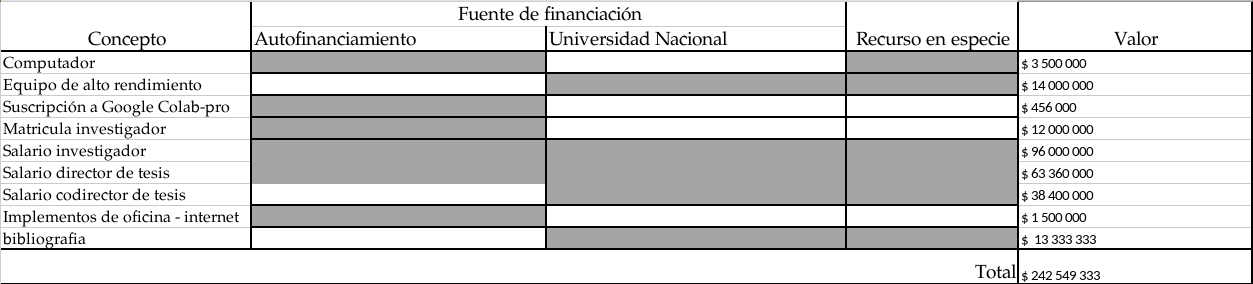 Fuente de financiación
Concepto Autofinanciamiento Universidad Nacional Recurso en especie Valor
Computador $ 3 500 000
Equipo de alto rendimiento $ 14 000 000
Suscripción a Google Colab-pro $ 456 000
Matricula investigador $ 12 000 000
Salario investigador $ 96 000 000
Salario director de tesis $ 63 360 000
Salario codirector de tesis $ 38 400 000
Implementos de oficina - internet $ 1 500 000
bibliografia $ 13 333 333
Total $ 242 549 333